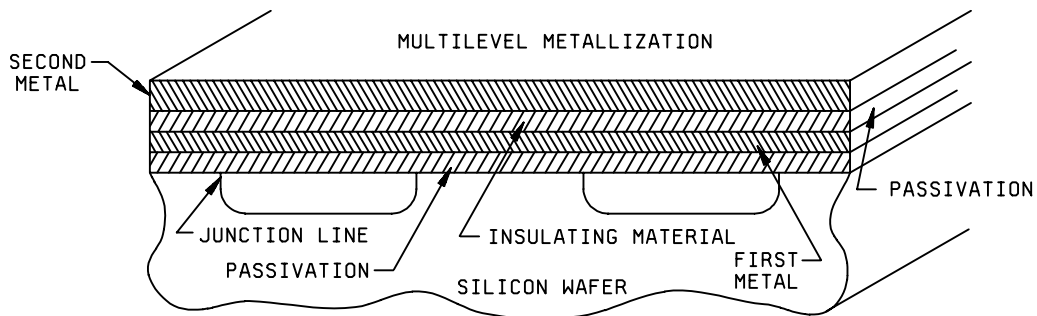 MULTILEVEL METALLIZATION
SECOND
METAL
PASSIVATION
JUNCTION LINE
INSULATING MATERIAL
PASSIVATION
FIRST
METAL
SILICON WAFER